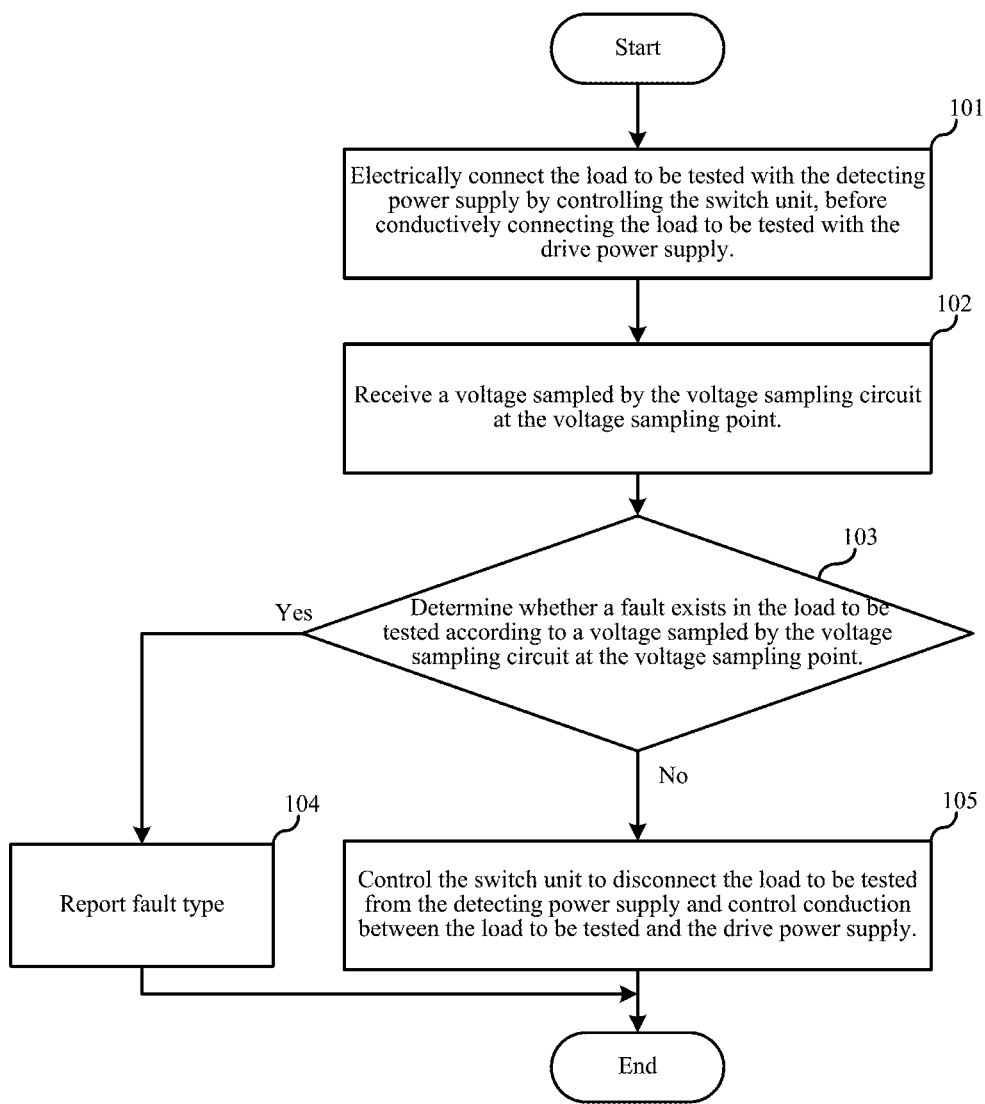 Start
101
Electrically connect the load to be tested with the detecting
power supply by controlling the switch unit, before
conductively connecting the load to be tested with the
drive power supply.
102
Receive a voltage sampled by the voltage sampling circuit
at the voltage sampling point.
103
Determine whether a fault exists in the load to be
tested according to a voltage sampled by the voltage
sampling circuit at the voltage sampling point.
Yes
No
104
Report fault type
105
Control the switch unit to disconnect the load to be tested
from the detecting power supply and control conduction
between the load to be tested and the drive power supply.
End